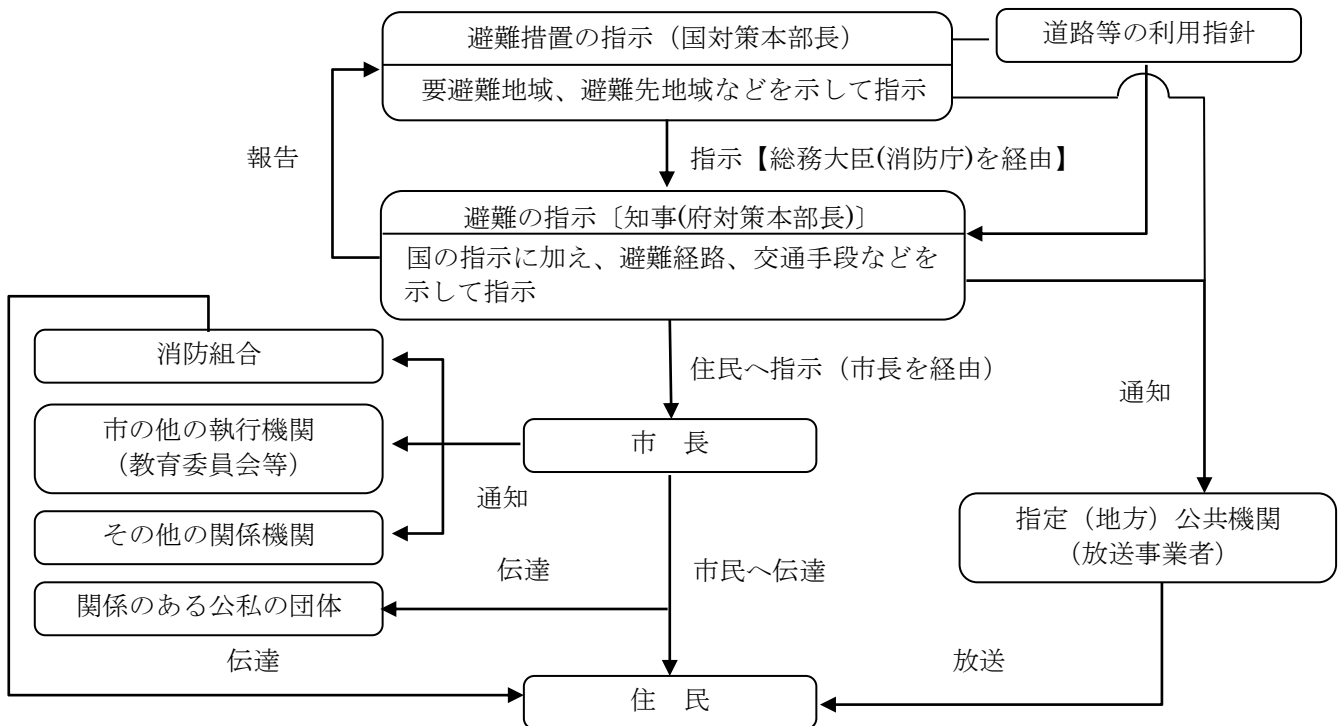 避難措置の指示（国対策本部長）
道路等の利用指針
要避難地域、避難先地域などを示して指示
報告
指示【総務大臣(消防庁)を経由】
避難の指示〔知事(府対策本部長)〕
国の指示に加え、避難経路、交通手段などを
示して指示
消防組合
住民へ指示（市長を経由）
通知
市の他の執行機関
（教育委員会等）
市　長
通知
その他の関係機関
指定（地方）公共機関
（放送事業者）
伝達
市民へ伝達
関係のある公私の団体
伝達
放送
住　民